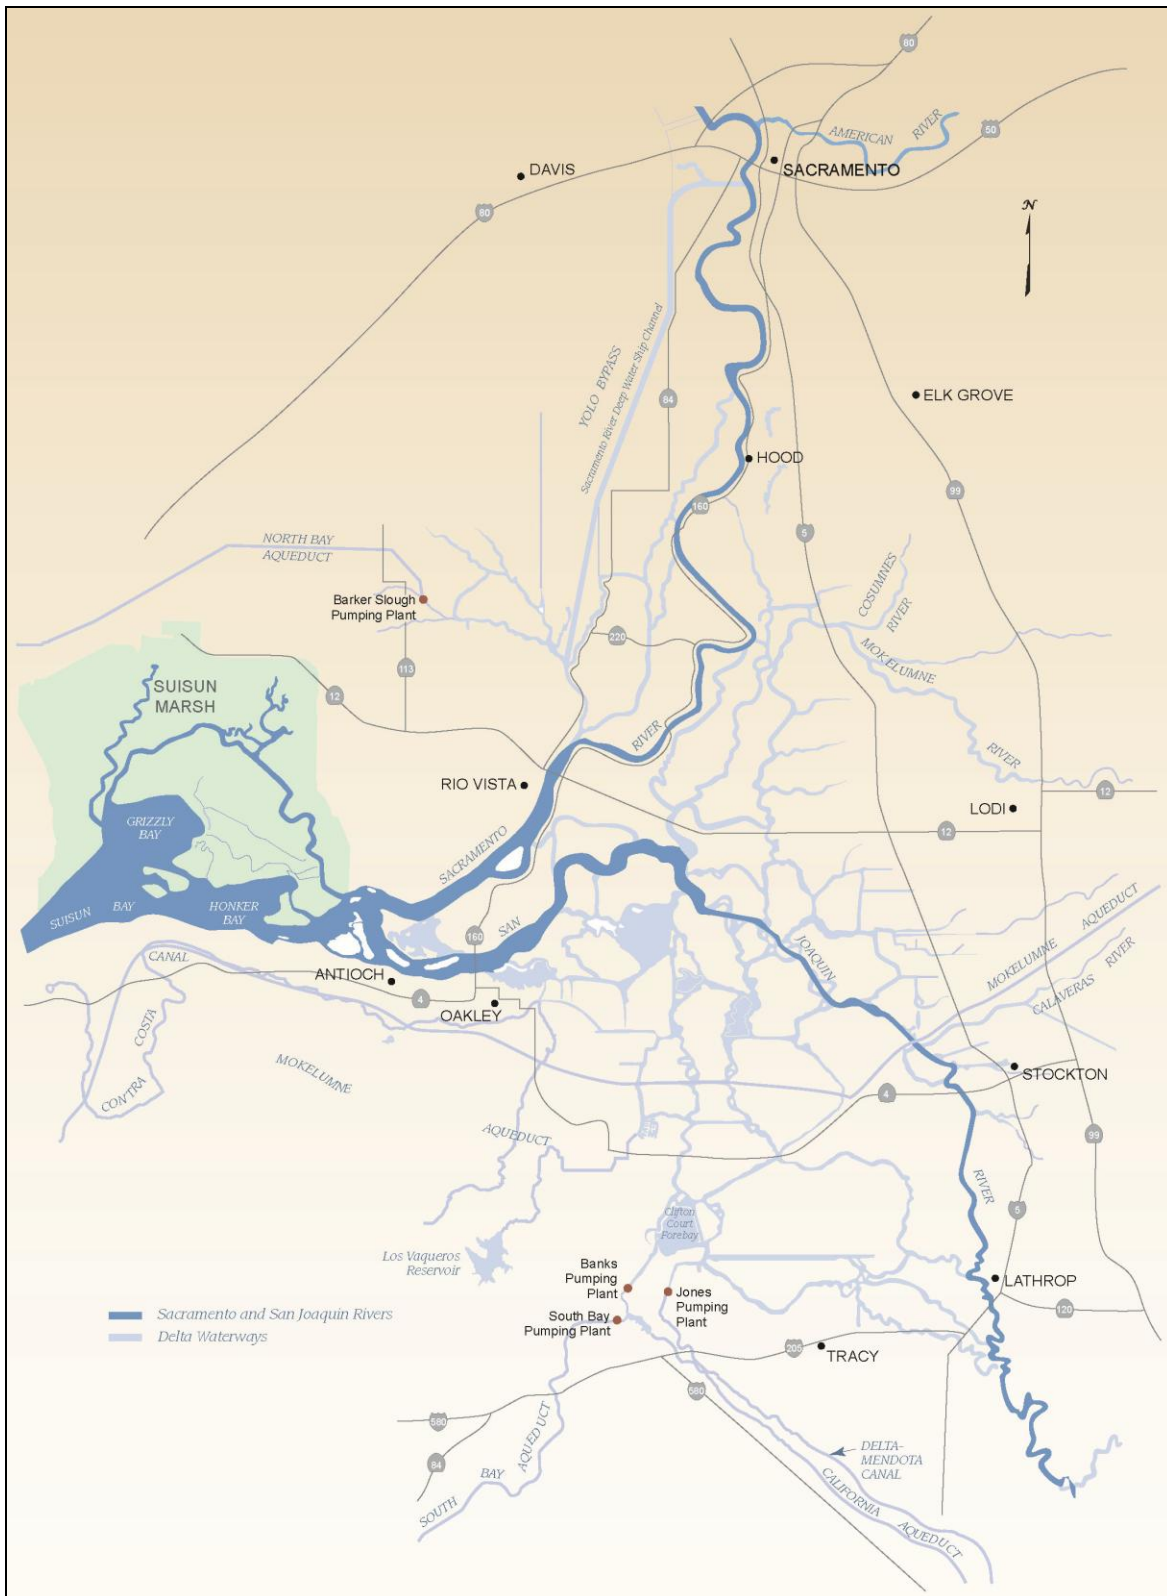 80
AMERICAN
RIVER
50
DAVIS
SACRAMENTO
80
N
YOLO BYPASS
Sacramento River Deep Water Ship Channel
84
ELK GROVE
HOOD
99
160
5
NORTH BAY
AQUEDUCT
COSUMNES
RIVER
Barker Slough
Pumping Plant
220
113
MOKELUMNE
RIVER
SUISUN
MARSH
12
RIVER
RIO VISTA
12
LODI
GRIZZLY
BAY
12
SACRAMENTO
SUISUN BAY
HONKER
BAY
SAN
JOAQUIN
160
MOKELUMNE AQUEDUCT
CALAVERAS RIVER
CANAL
ANTIOCH
4
OAKLEY
COSTA
CONTRA
MOKELUMNE
STOCKTON
4
99
AQUEDUCT
RIVER
5
Clifton
Court
Forebay
Los Vaqueros
Reservoir
Banks
Pumping
Plant
Jones
Pumping
Plant
LATHROP
120
Sacramento and San Joaquin Rivers
South Bay
Pumping Plant
Delta Waterways
205
TRACY
580
580
84
AQUEDUCT
BAY
SOUTH
DELTA-
MENDOTA
CANAL
CALIFORNIA AQUEDUCT